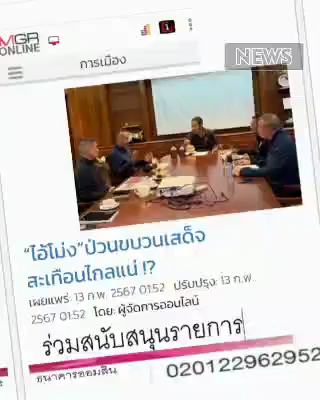 MGR
ONLINE
การเมือง
NEWS
“ไอ้โม่ง”ป่วนขบวนเสด็จ
สะเทือนไกลแน่ !?
เผยแพร่: 13 ก.พ. 2567 01:52 ปรับปรุง: 13 ก.พ.
2567 01:52 โดย: ผู้จัดการออนไลน์
ร่วมสนับสนุนรายการ
ธนาคารออมสิน
020122962952